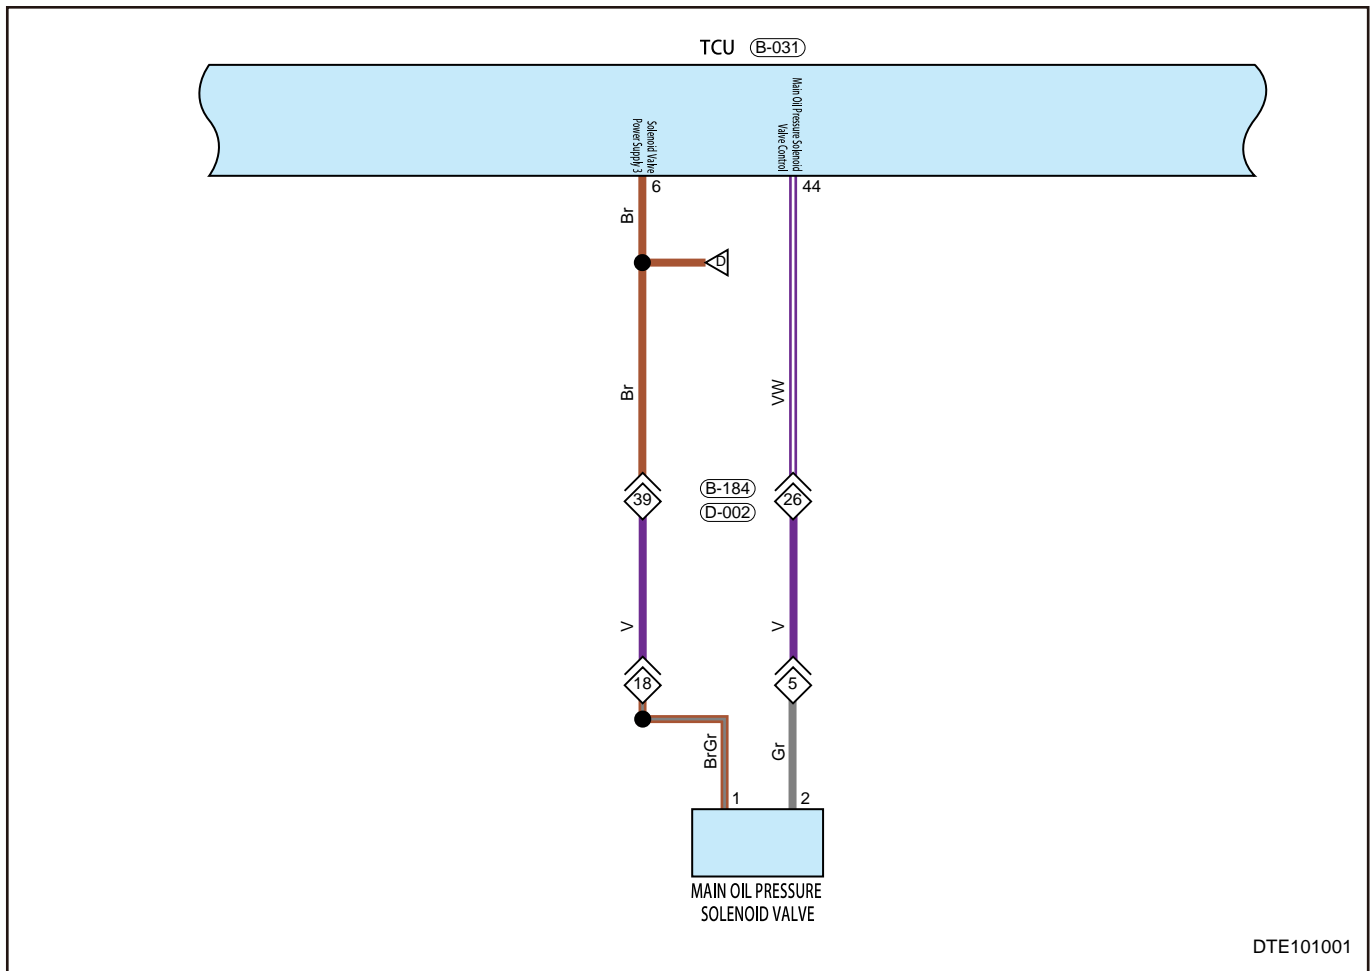 TCU B-031
Solenoid Valve
Power Supply 3
Main Oil Pressure Solenoid
Valve Control
6
44
Br
D
Br
VW
39
B-184
D-002
26
V
V
18
5
BrGr
Gr
1
2
MAIN OIL PRESSURE
SOLENOID VALVE
DTE101001